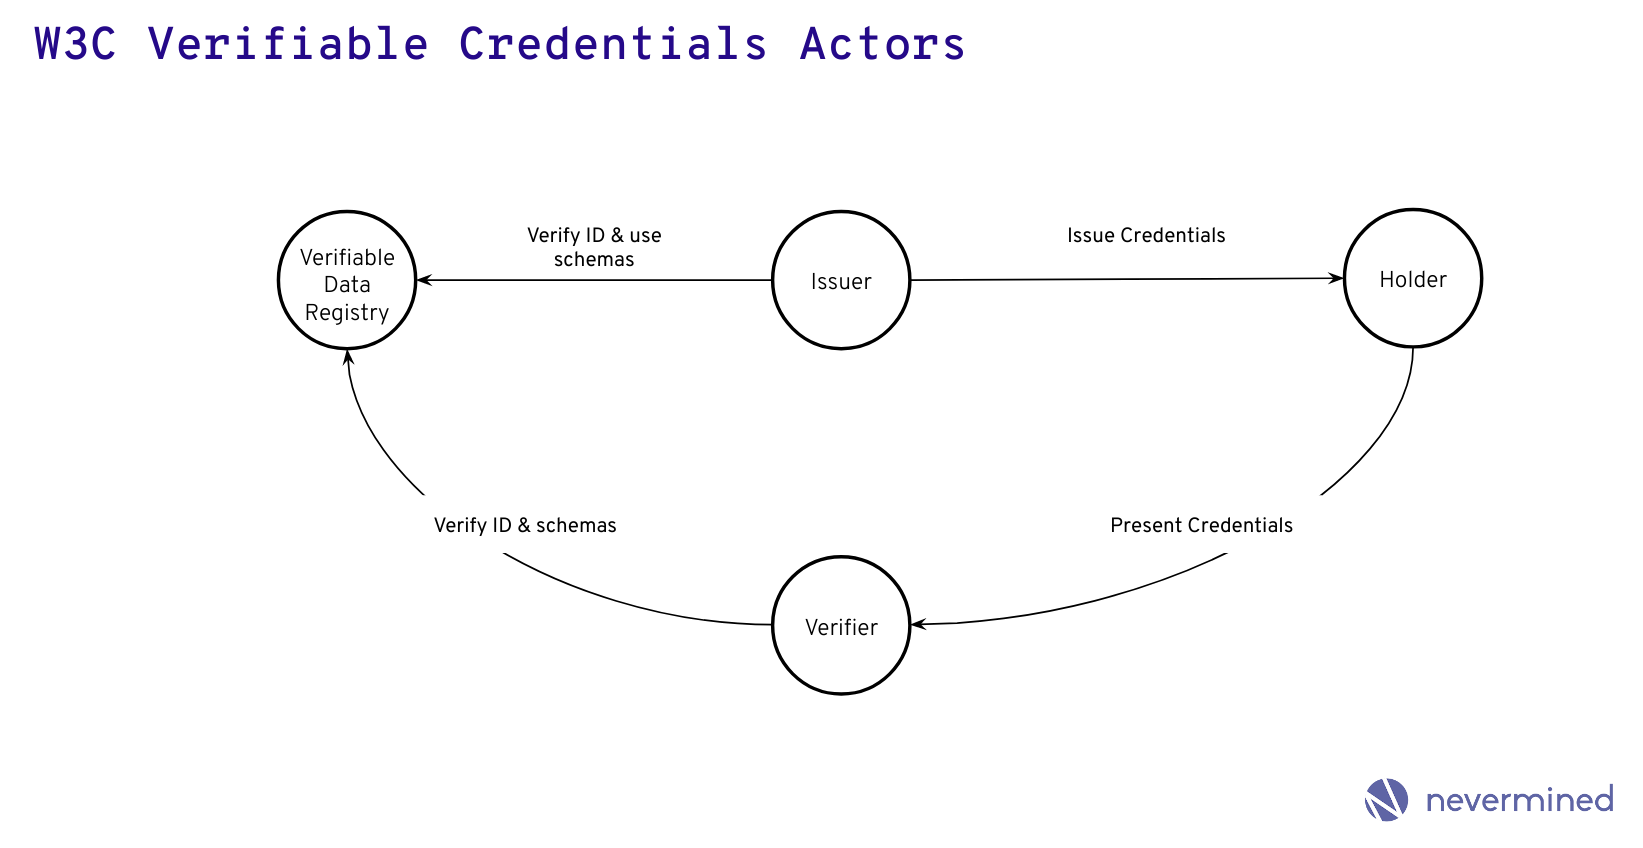 W3C Verifiable Credentials Actors
Verify ID & use
schemas
Issue Credentials
Verifiable
Data
Registry
Issuer
Holder
Verify ID & schemas
Present Credentials
Verifier
nevermined